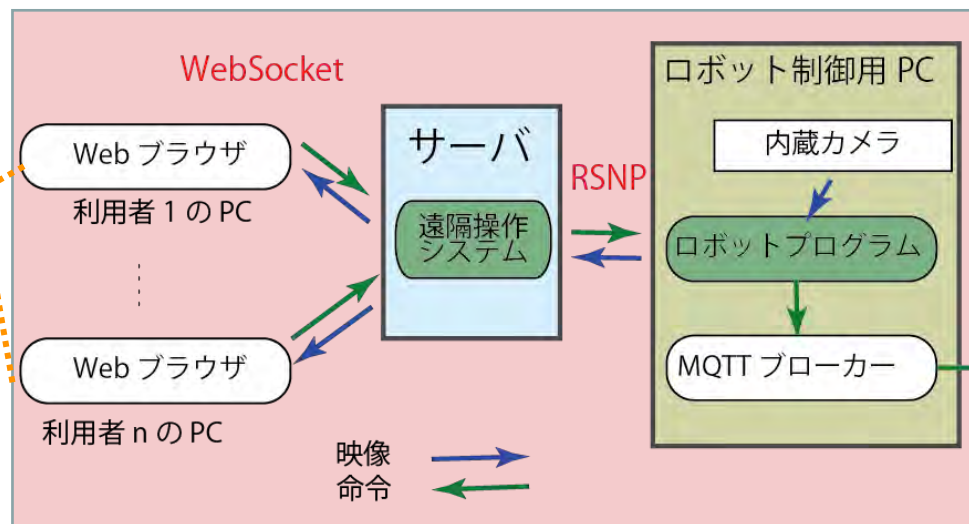 WebSocket
Web ブラウザ
利用者 1 の PC
Web ブラウザ
利用者 n の PC
サーバ
遠隔操作
システム
RSNP
ロボット制御用 PC
内蔵カメラ
ロボットプログラム
MQTT ブローカー
映像
命令